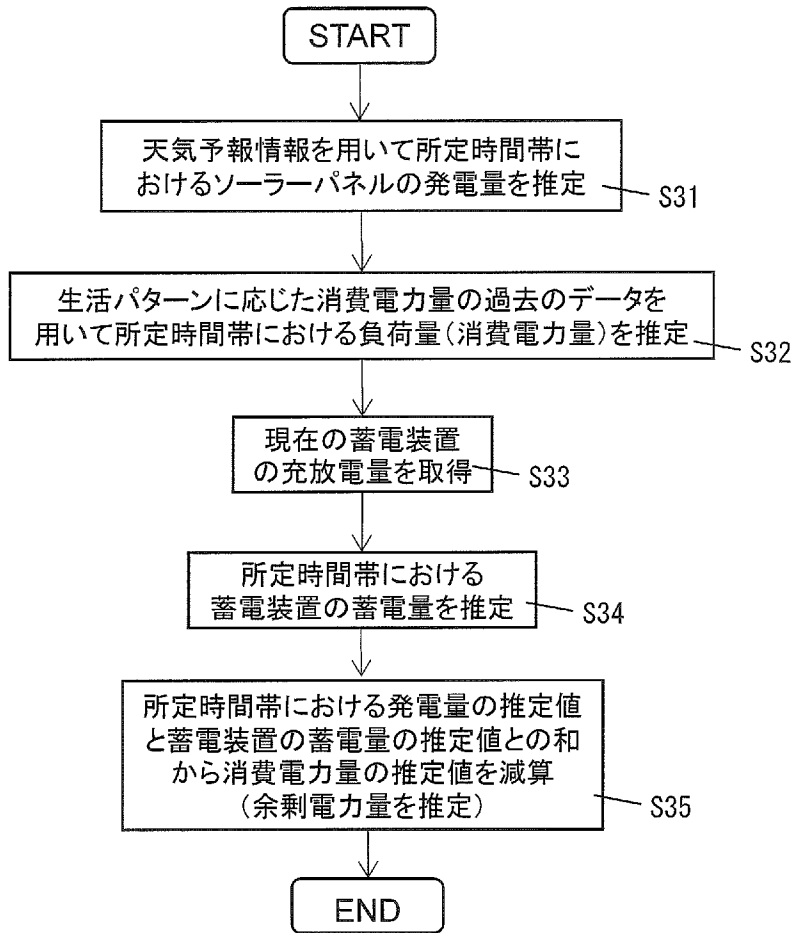 START
天気予報情報を用いて所定時間帯に
おけるソーラーパネルの発電量を推定
S31
生活パターンに応じた消費電力量の過去のデータを
用いて所定時間帯における負荷量(消費電力量)を推定
S32
現在の蓄電装置
の充放電量を取得
S33
所定時間帯における
蓄電装置の蓄電量を推定
S34
所定時間帯における発電量の推定値
と蓄電装置の蓄電量の推定値との和
から消費電力量の推定値を減算
(余剰電力量を推定)
S35
END